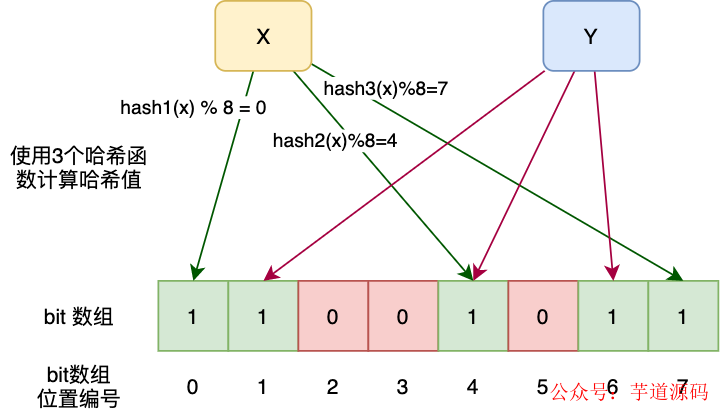 X
Y
hash3(x)%8=7
hash1(x) % 8 = 0
hash2(x)%8=4
使用3个哈希函
数计算哈希值
bit 数组
1 1 0 0 1 0 1 1
bit数组
位置编号
0 1 2 3 4 5 6 7
公众号：芋道源码